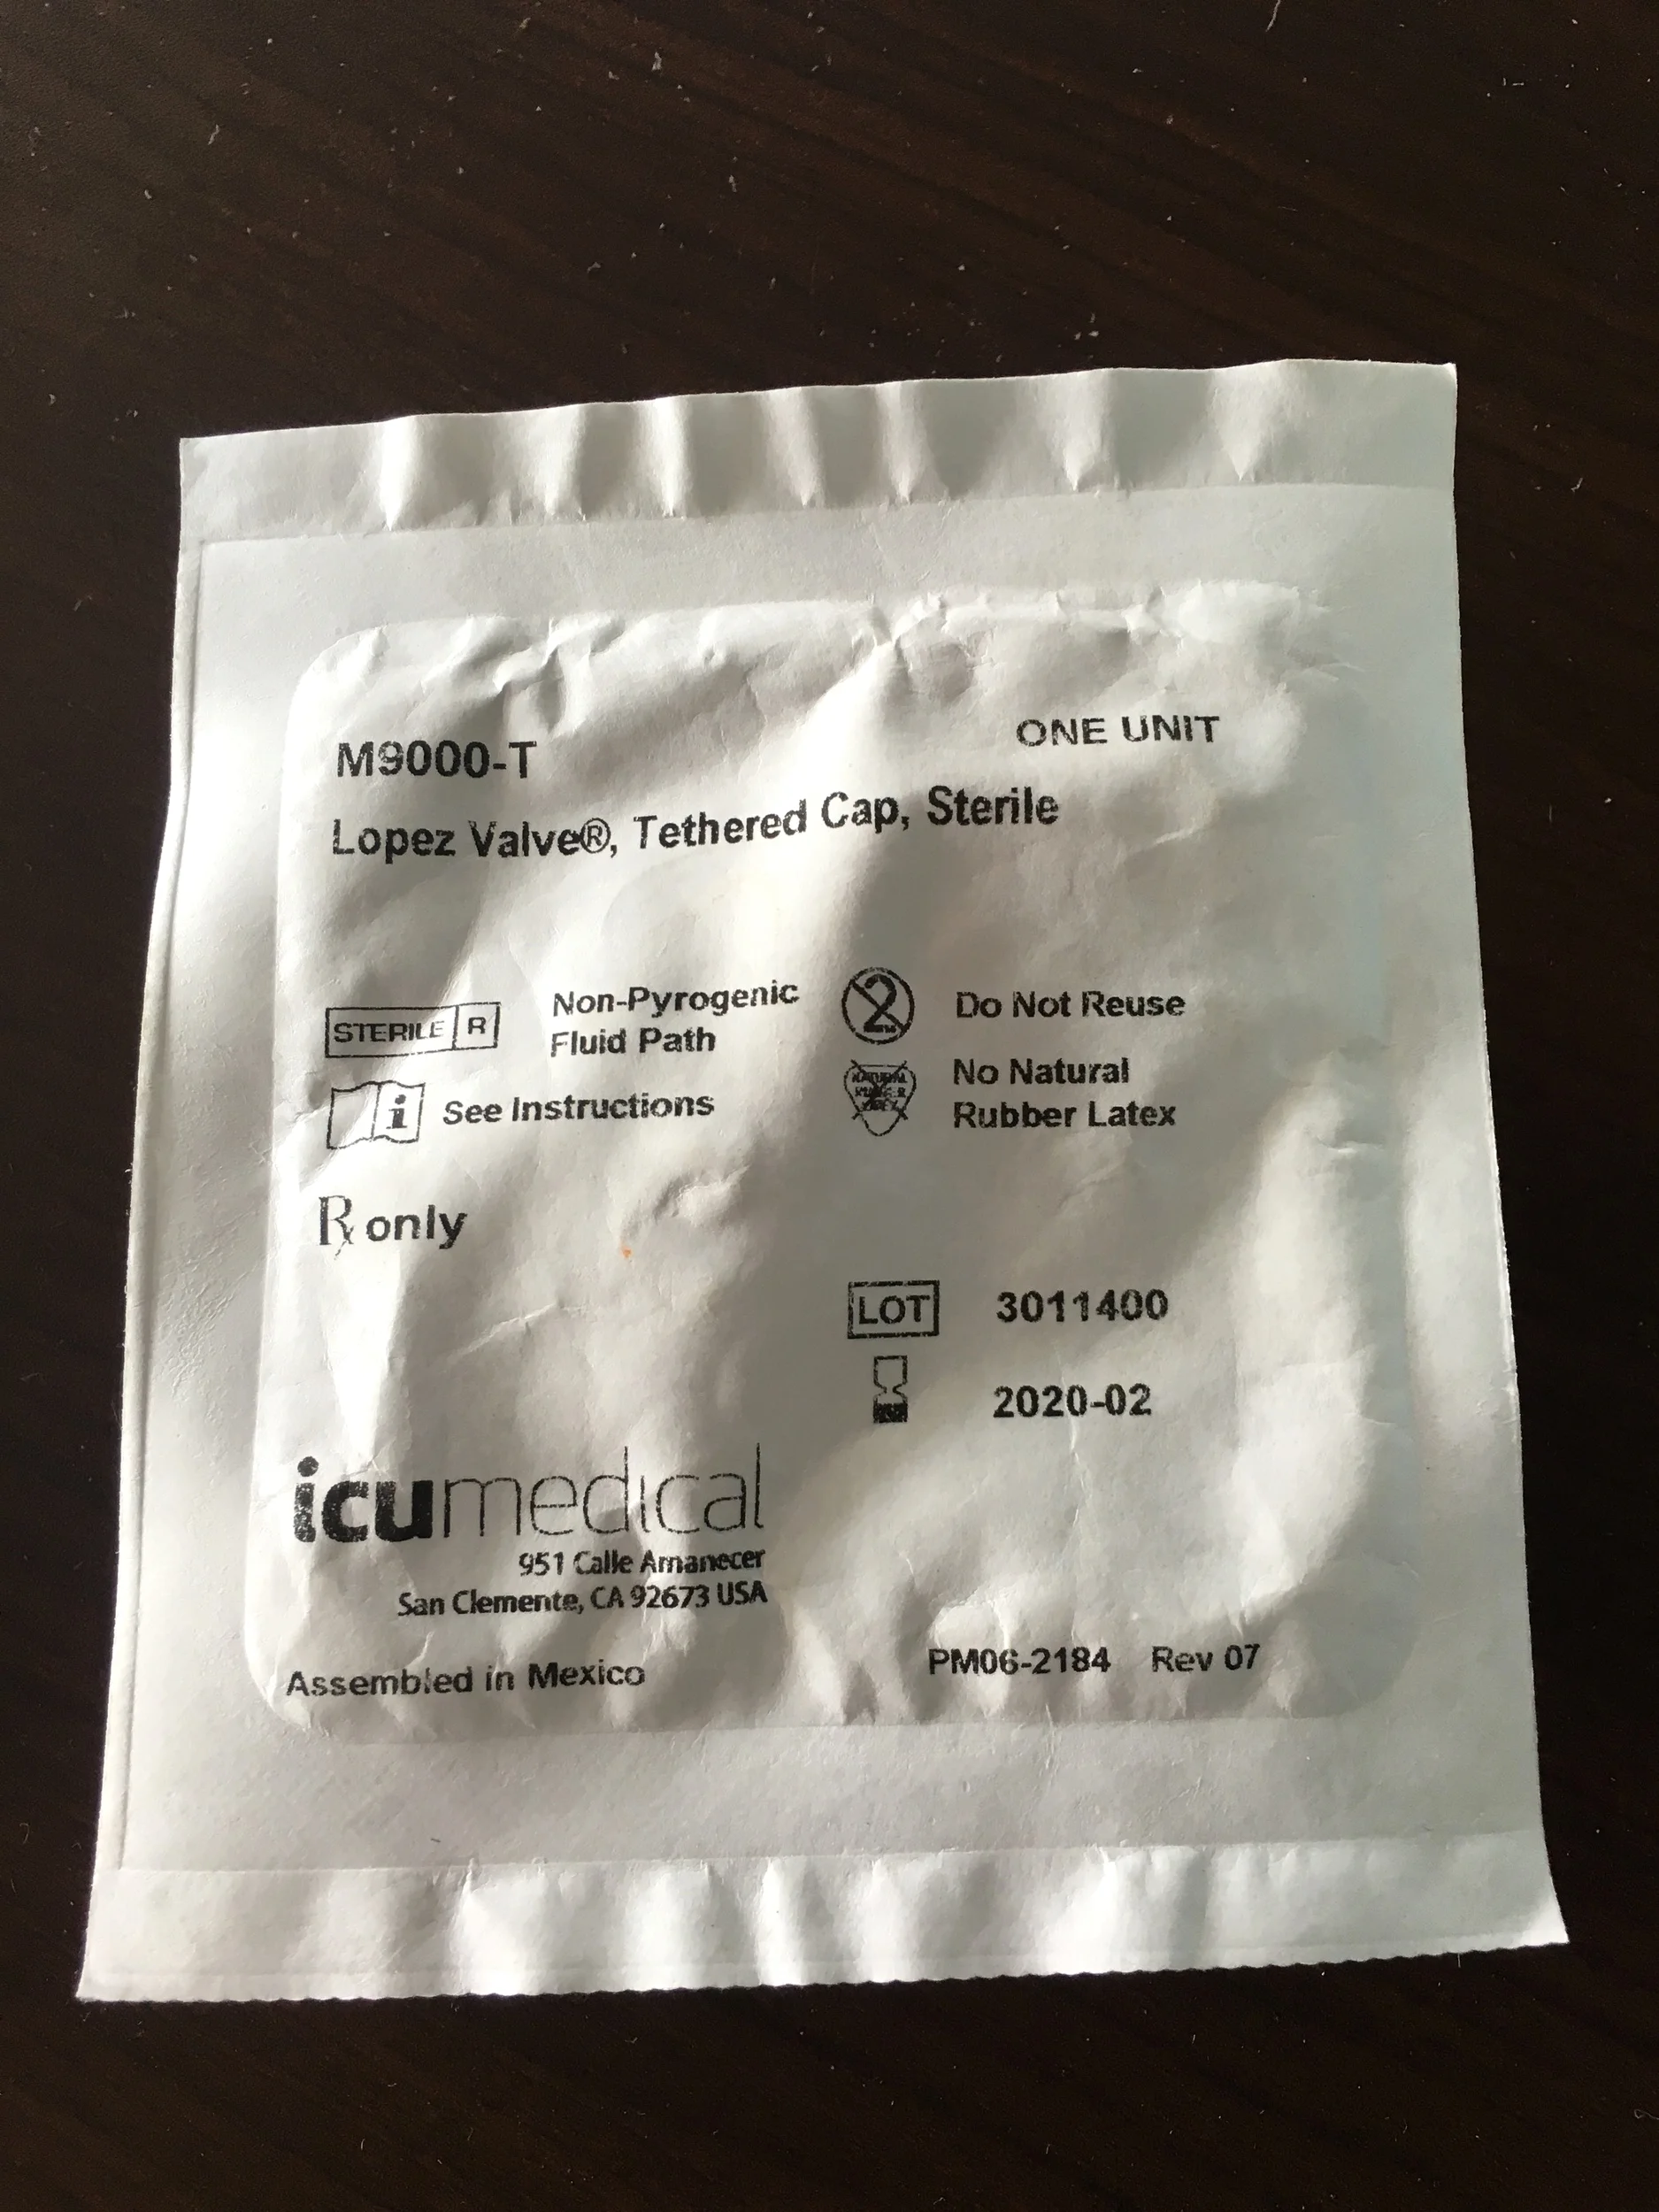 ONE UNIT
M9000-T
Lopez Valve®, Tethered Cap, Sterile
STERILE R
Non-Pyrogenic
Fluid Path
2
Do Not Reuse
i See Instructions
No Natural
Rubber Latex
Rx only
LOT 3011400
2020-02
icumedical
951 Calle Amanecer
San Clemente, CA 92673 USA
Assembled in Mexico
PM06-2184 Rev 07